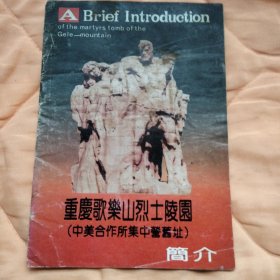 A Brief Introduction
of the martyrs tomb of the
Gele—mountain
重慶歌樂山烈士陵園
(中美合作所集中營舊址)
簡介